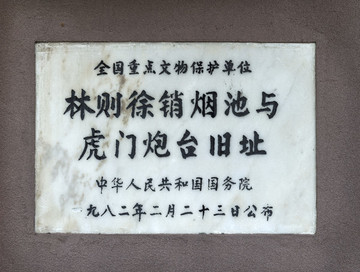 全国重点文物保护单位
林则徐销烟池与
虎门炮台旧址
中华人民共和国国务院
一九八二年二月二十三日公布